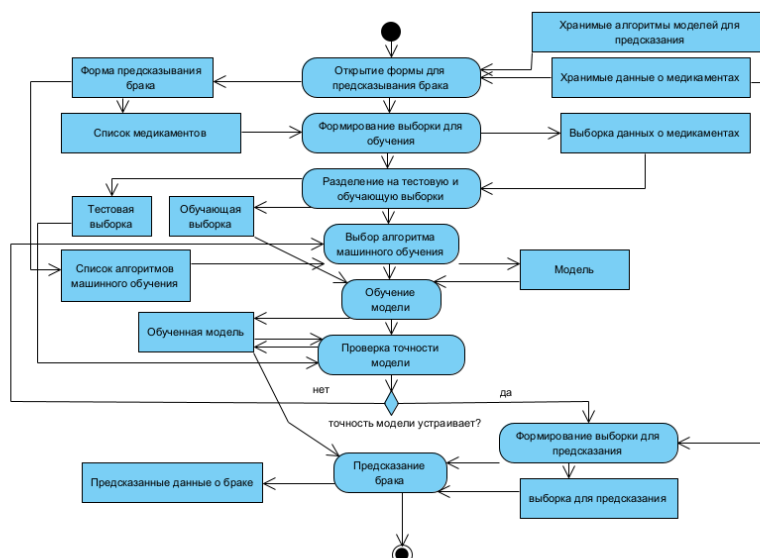 Хранимые алгоритмы моделей для
предсказания
Форма предсказывания
брака
Открытие формы для
предсказывания брака
Хранимые данные о медикаментах
Список медикаментов
Формирование выборки для
обучения
Выборка данных о медикаментах
Разделение на тестовую и
обучающую выборки
Тестовая
выборка
Обучающая
выборка
Выбор алгоритма
машинного обучения
Список алгоритмов
машинного обучения
Модель
Обучение
модели
Обученная модель
Проверка точности
модели
нет
да
точность модели устраивает?
Формирование выборки для
предсказания
Предсказание
брака
Предсказанные данные о браке
выборка для предсказания